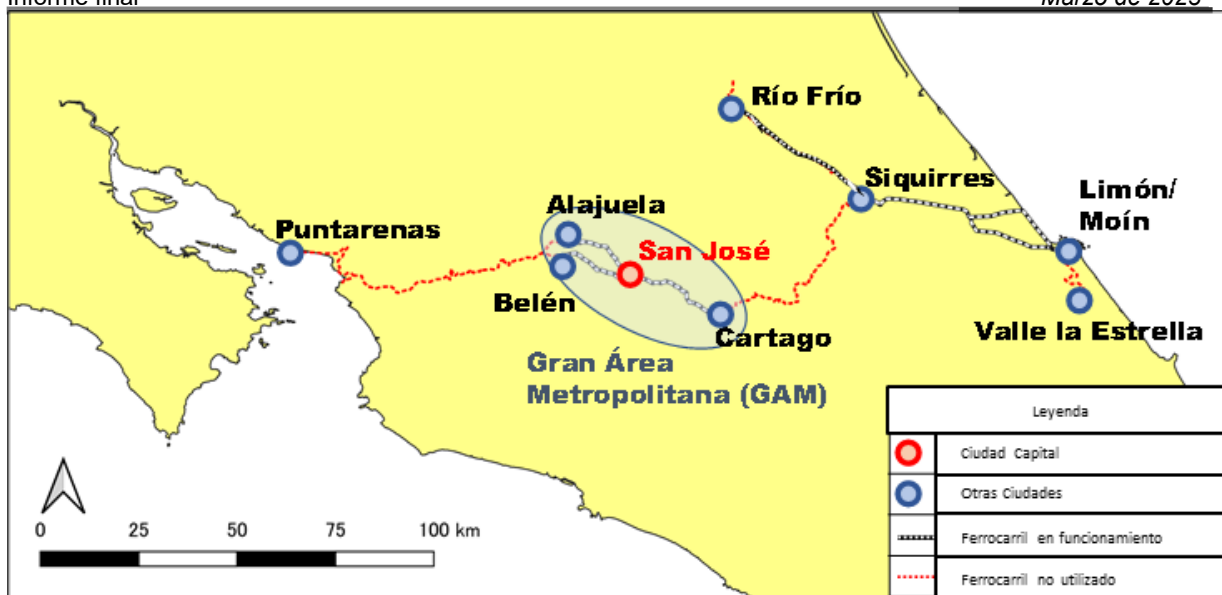 Informe final
Marzo de 2023
Río Frío
Siquirres
Limón/
Moín
Alajuela
Puntarenas
San José
Belén
Cartago
Valle la Estrella
Gran Área
Metropolitana (GAM)
Leyenda
Ciudad Capital
Otras Ciudades
Ferrocarril en funcionamiento
Ferrocarril no utilizado
0 25 50 75 100 km